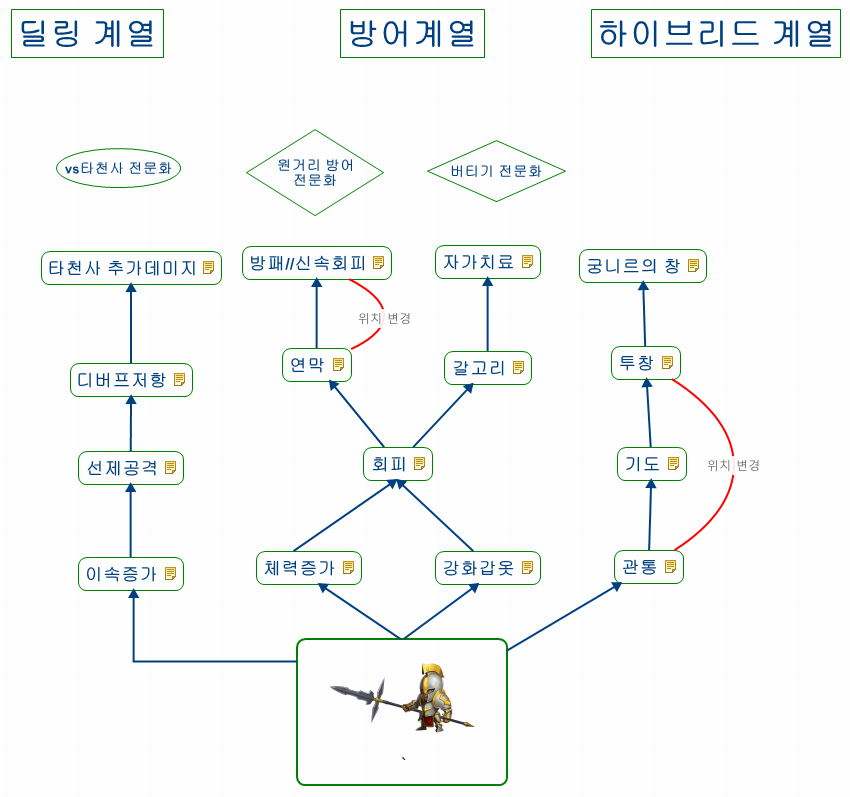 딜링 계열
방어계열
하이브리드 계열
vs타천사 전문화
원거리 방어
전문화
버티기 전문화
타천사 추가데미지
방패//신속회피
자가치료
궁니르의 창
위치 변경
연막
갈고리
투창
디버프저항
선제공격
회피
기도
위치 변경
이속증가
체력증가
강화갑옷
관통
`